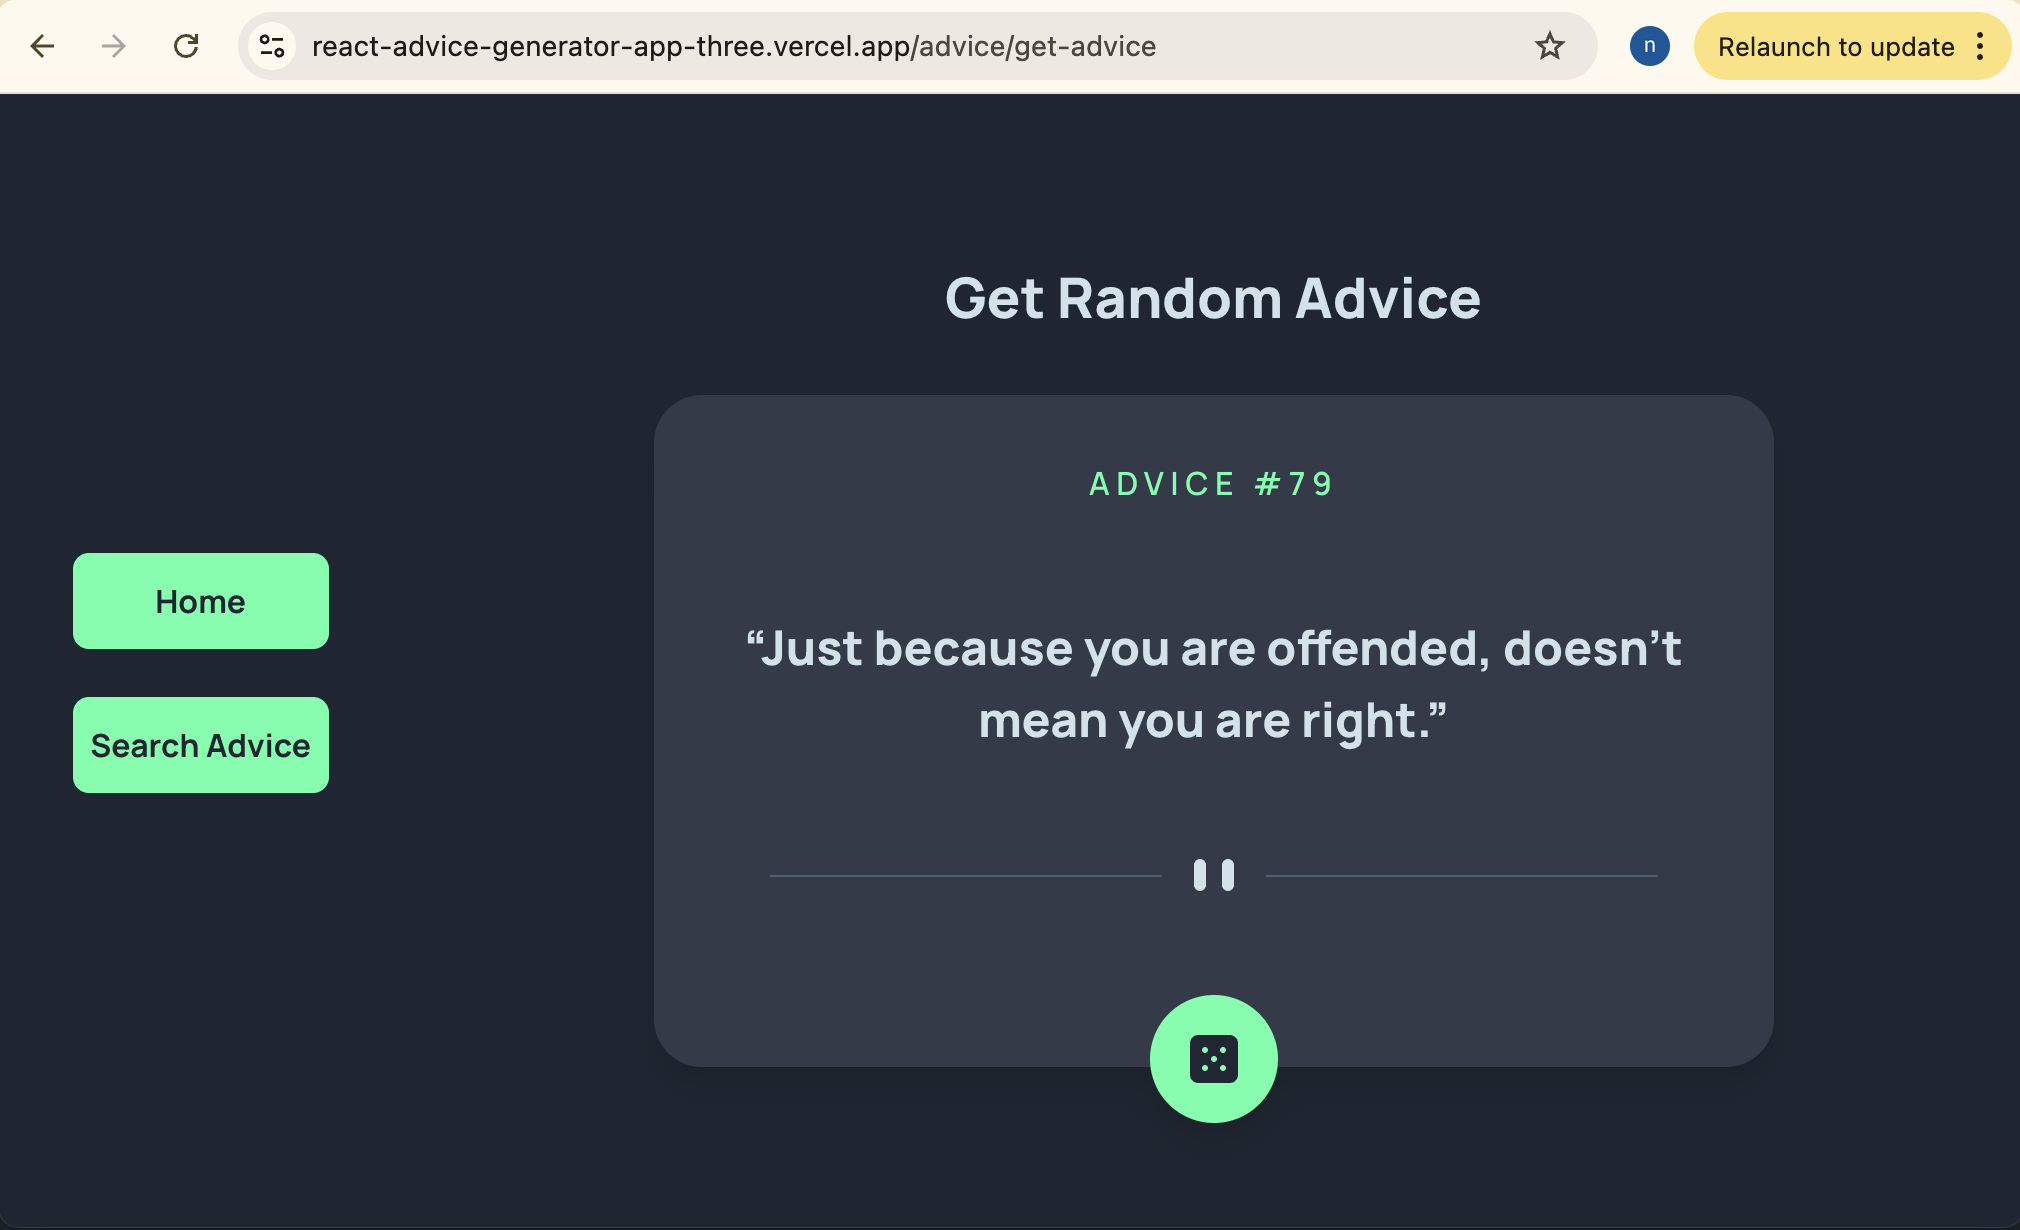 react-advice-generator-app-three.vercel.app/advice/get-advice
n
Relaunch to update
Get Random Advice
ADVICE #79
Home
Search Advice
“Just because you are offended, doesn’t
mean you are right.”